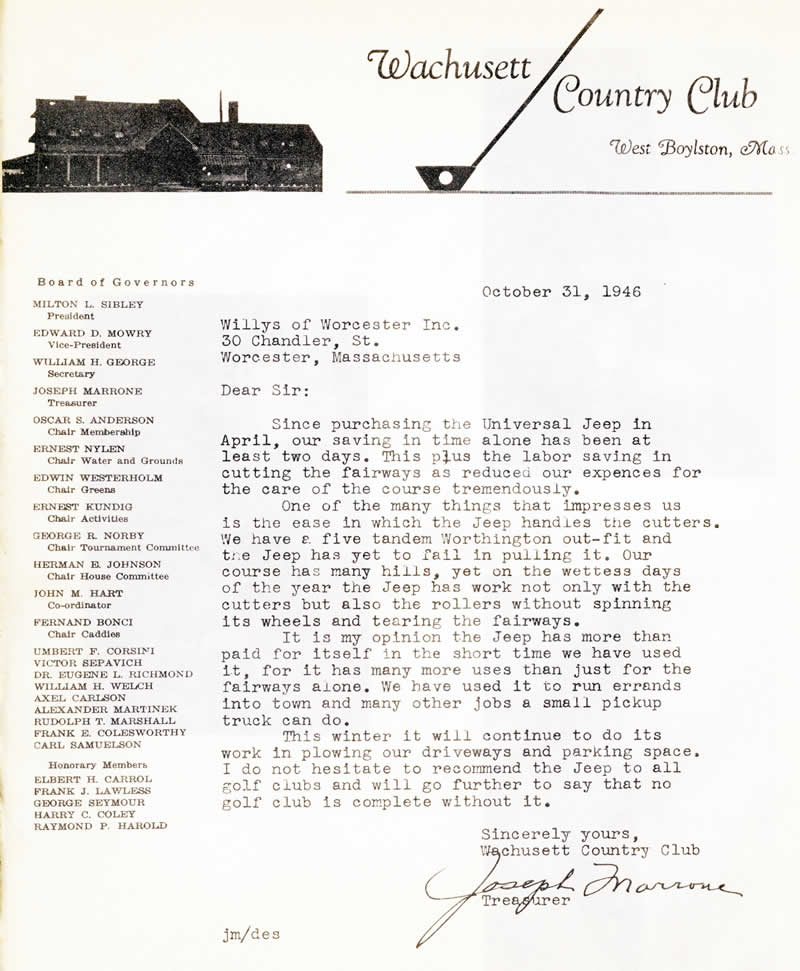 Wachusett
Country Club
West Boylston, Mass.
Board of Governors
MILTON L. SIBLEY
President
EDWARD D. MOWRY
Vice-President
WILLIAM H. GEORGE
Secretary
JOSEPH MARRONE
Treasurer
OSCAR S. ANDERSON
Chair Membership
ERNEST NYLEN
Chair Water and Grounds
EDWIN WESTERHOLM
Chair Greens
ERNEST KUNDIG
Chair Activities
GEORGE R. NORBY
Chair Tournament Committee
HERMAN E. JOHNSON
Chair House Committee
JOHN M. HART
Co-ordinator
FERNAND BONCI
Chair Caddies
UMBERT F. CORSINI
VICTOR SEPAVICH
DR. EUGENE L. RICHMOND
WILLIAM H. WELCH
AXEL CARLSON
ALEXANDER MARTINEK
RUDOLPH T. MARSHALL
FRANK E. COLESWORTHY
CARL SAMUELSON
Honorary Members
ELBERT H. CARROL
FRANK J. LAWLESS
GEORGE SEYMOUR
HARRY C. COLEY
RAYMOND P. HAROLD
October 31, 1946
Willys of Worcester Inc.
30 Chandler, St.
Worcester, Massachusetts
Dear Sir:
Since purchasing the Universal Jeep in
April, our saving in time alone has been at
least two days. This plus the labor saving in
cutting the fairways as reduced our expences for
the care of the course tremendously.
One of the many things that impresses us
is the ease in which the Jeep handles the cutters.
We have a five tandem Worthington out-fit and
the Jeep has yet to fail in pulling it. Our
course has many hills, yet on the wettess days
of the year the Jeep has work not only with the
cutters but also the rollers without spinning
its wheels and tearing the fairways.
It is my opinion the Jeep has more than
paid for itself in the short time we have used
it, for it has many more uses than just for the
fairways alone. We have used it to run errands
into town and many other jobs a small pickup
truck can do.
This winter it will continue to do its
work in plowing our driveways and parking space.
I do not hesitate to recommend the Jeep to all
golf clubs and will go further to say that no
golf club is complete without it.
Sincerely yours,
Wachusett Country Club
Joseph Marrone
Treasurer
jm/des